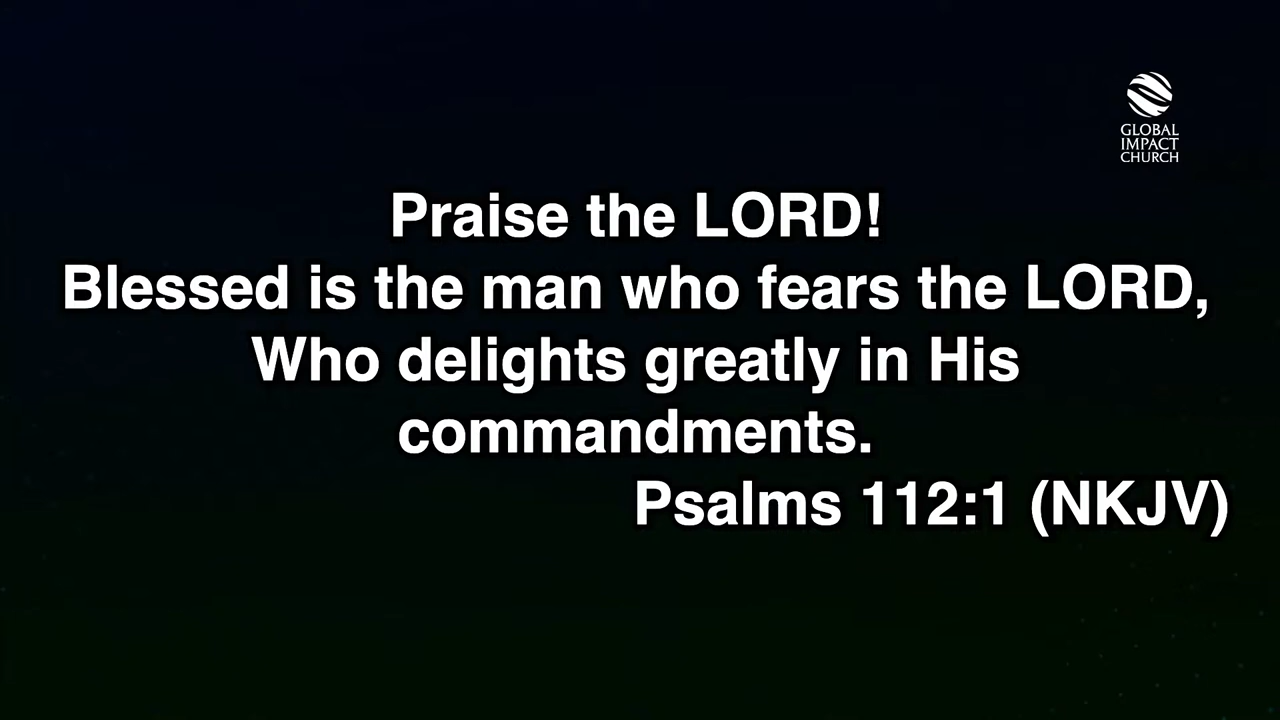 GLOBAL
IMPACT
CHURCH
Praise the LORD!
Blessed is the man who fears the LORD,
Who delights greatly in His
commandments.
Psalms 112:1 (NKJV)